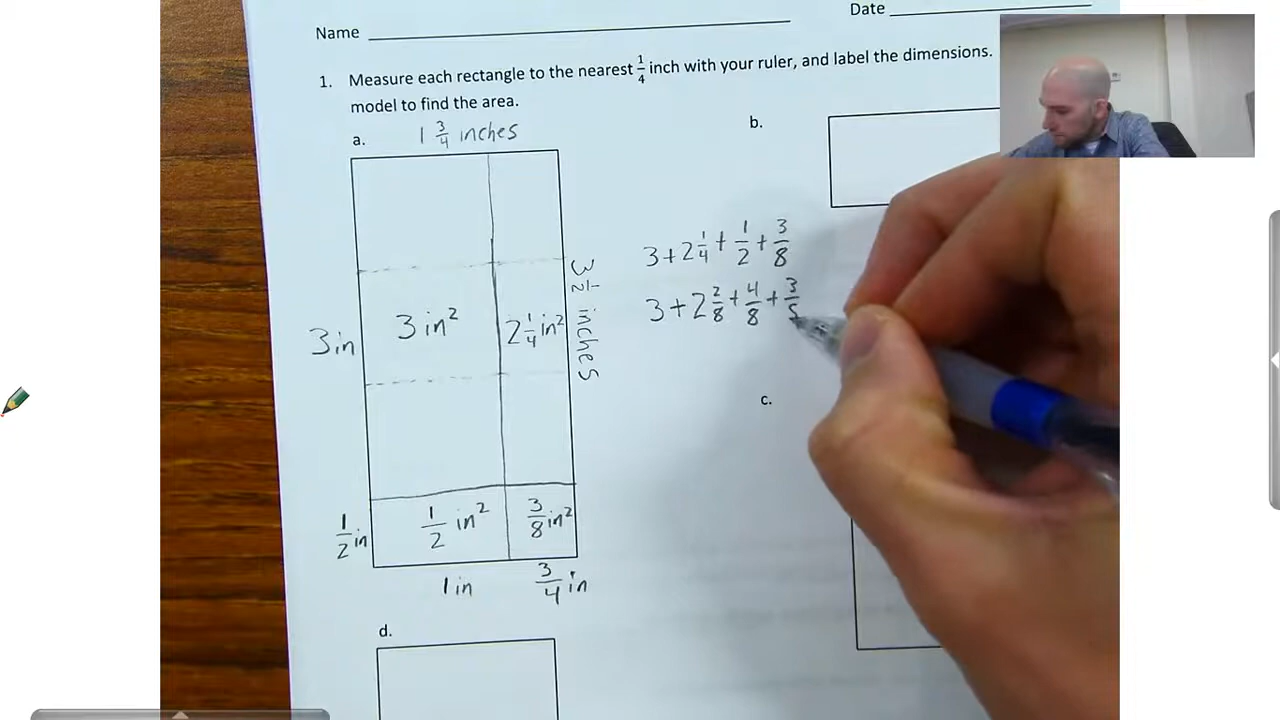 Name
Date
1. Measure each rectangle to the nearest 1/4 inch with your ruler, and label the dimensions.
model to find the area.
a.
1 3/4 inches
b.
3 + 2 1/4 + 1/2 + 3/8
3 + 2 2/8 + 4/8 + 3/
3 in
3 in²
2 1/4 in²
3 1/2 inches
c.
1/2 in
1/2 in²
3/8 in²
1 in
3/4 in
d.